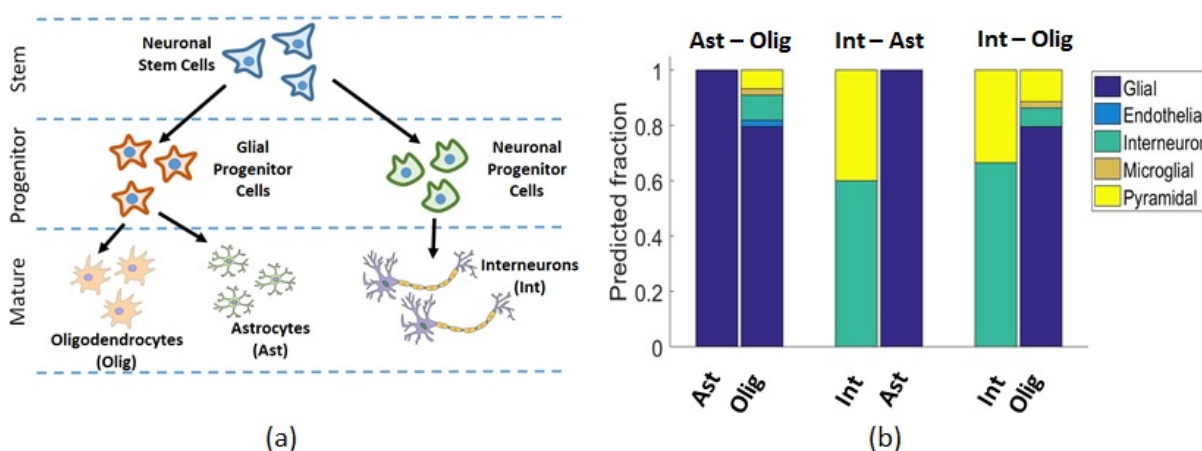 Stem
Neuronal
Stem Cells
Progenitor
Glial
Progenitor
Cells
Neuronal
Progenitor
Cells
Mature
Oligodendrocytes
(Olig)
Astrocytes
(Ast)
Interneurons
(Int)
(a)
Ast – Olig
Int – Ast
Int – Olig
Predicted fraction
1
0.8
0.6
0.4
0.2
0
Ast
Olig
Int
Ast
Int
Olig
Glial
Endothelia
Interneuron
Microglial
Pyramidal
(b)